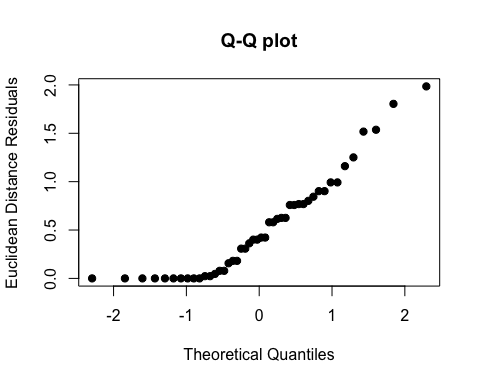 Q-Q plot
Euclidean Distance Residuals
2.0
1.5
1.0
0.5
0.0
-2 -1 0 1 2
Theoretical Quantiles